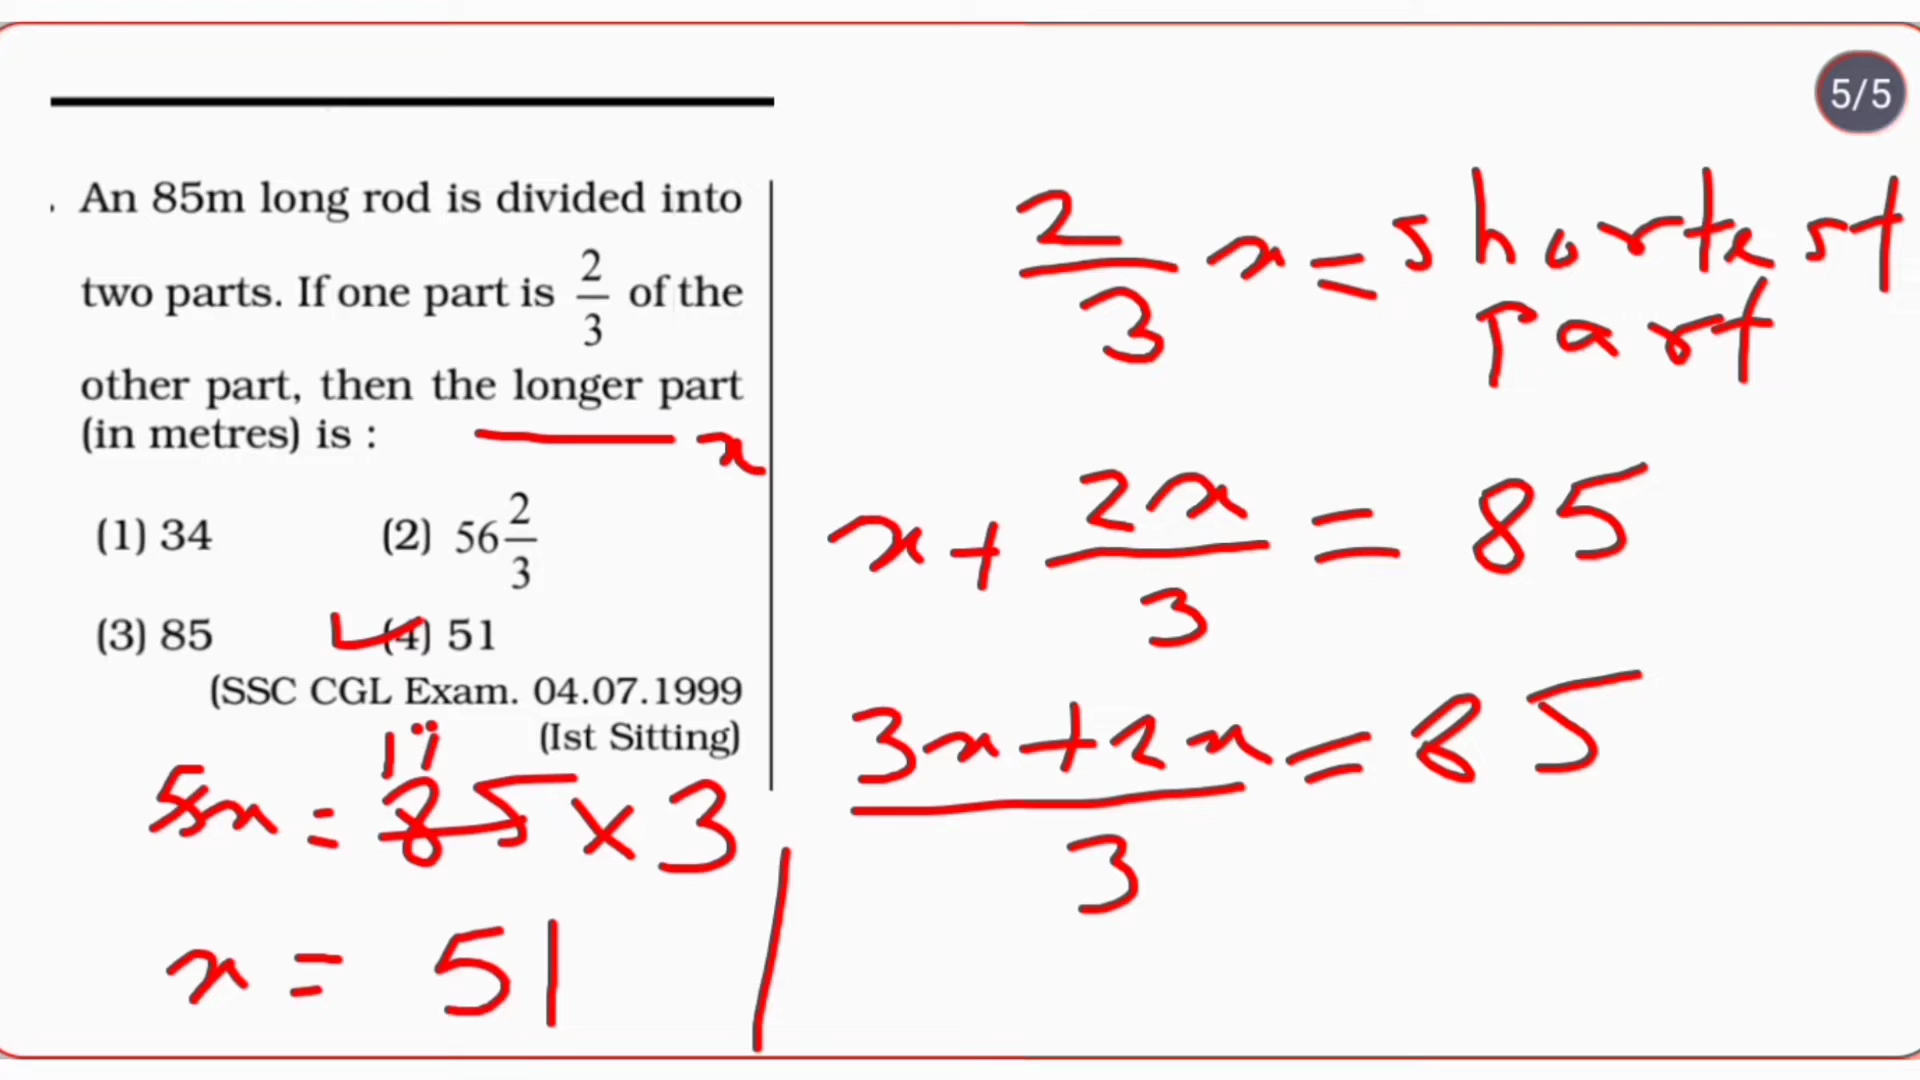 5/5
. An 85m long rod is divided into
two parts. If one part is 2/3 of the
other part, then the longer part
(in metres) is :
x
(1) 34 (2) 56 2/3
(3) 85 (4) 51
(SSC CGL Exam. 04.07.1999
(Ist Sitting)
2/3 x = shortest
part
x + 2x/3 = 85
3x+2x/3 = 85
17
5x = 85 × 3
x = 51